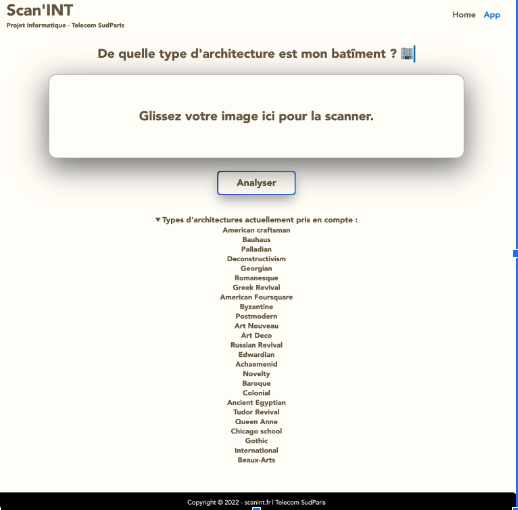 Scan'INT
Projet Informatique - Telecom SudParis
Home App
De quelle type d'architecture est mon batîment ? 🏢
Glissez votre image ici pour la scanner.
Analyser
▼ Types d'architectures actuellement pris en compte :
American craftsman
Bauhaus
Palladian
Deconstructivism
Georgian
Romanesque
Greek Revival
American Foursquare
Byzantine
Postmodern
Art Nouveau
Art Deco
Russian Revival
Edwardian
Achaemenid
Novelty
Baroque
Colonial
Ancient Egyptian
Tudor Revival
Queen Anne
Chicago school
Gothic
International
Beaux-Arts
Copyright © 2022 - scanint.fr | Telecom SudParis